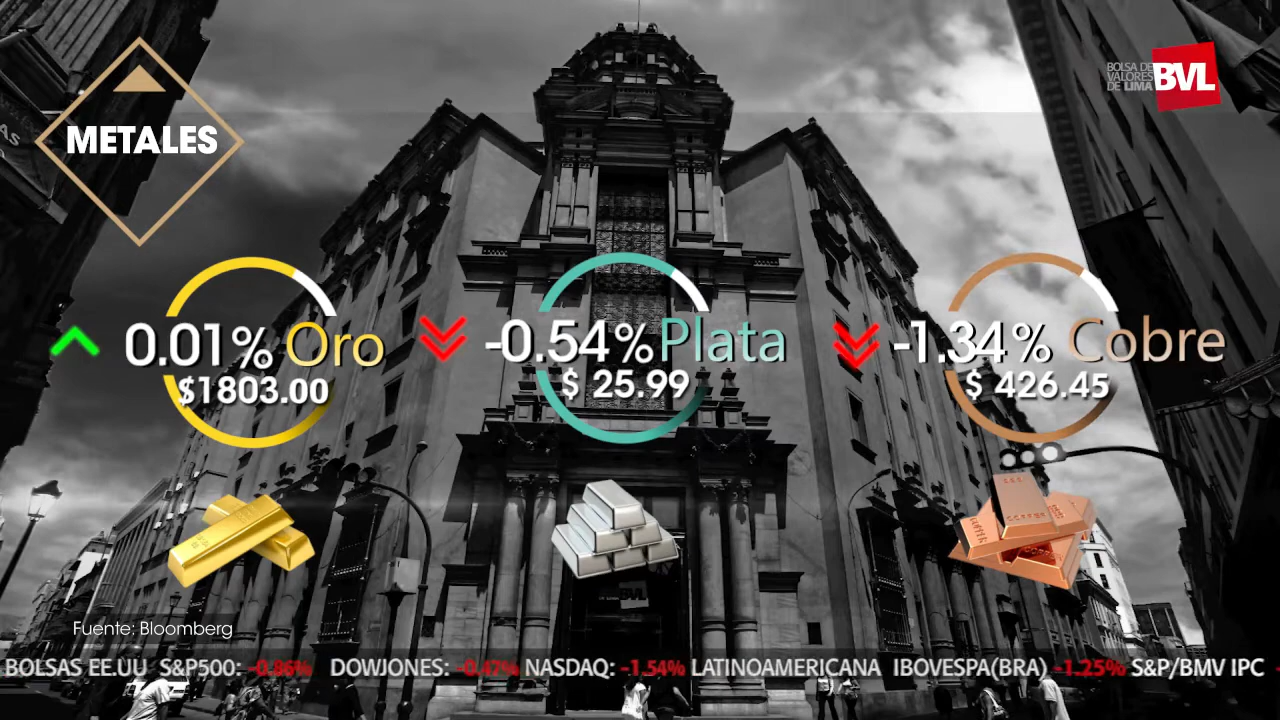 METALES
BOLSA DE
VALORES
DE LIMA
BVL
0.01% Oro
$1803.00
-0.54% Plata
$ 25.99
-1.34% Cobre
$ 426.45
COPPER
BVL
Fuente: Bloomberg
BOLSAS EE.UU S&P500: -0.86% DOWJONES: -0.47% NASDAQ: -1.54% LATINOAMERICANA IBOVESPA(BRA) -1.25% S&P/BMV IPC